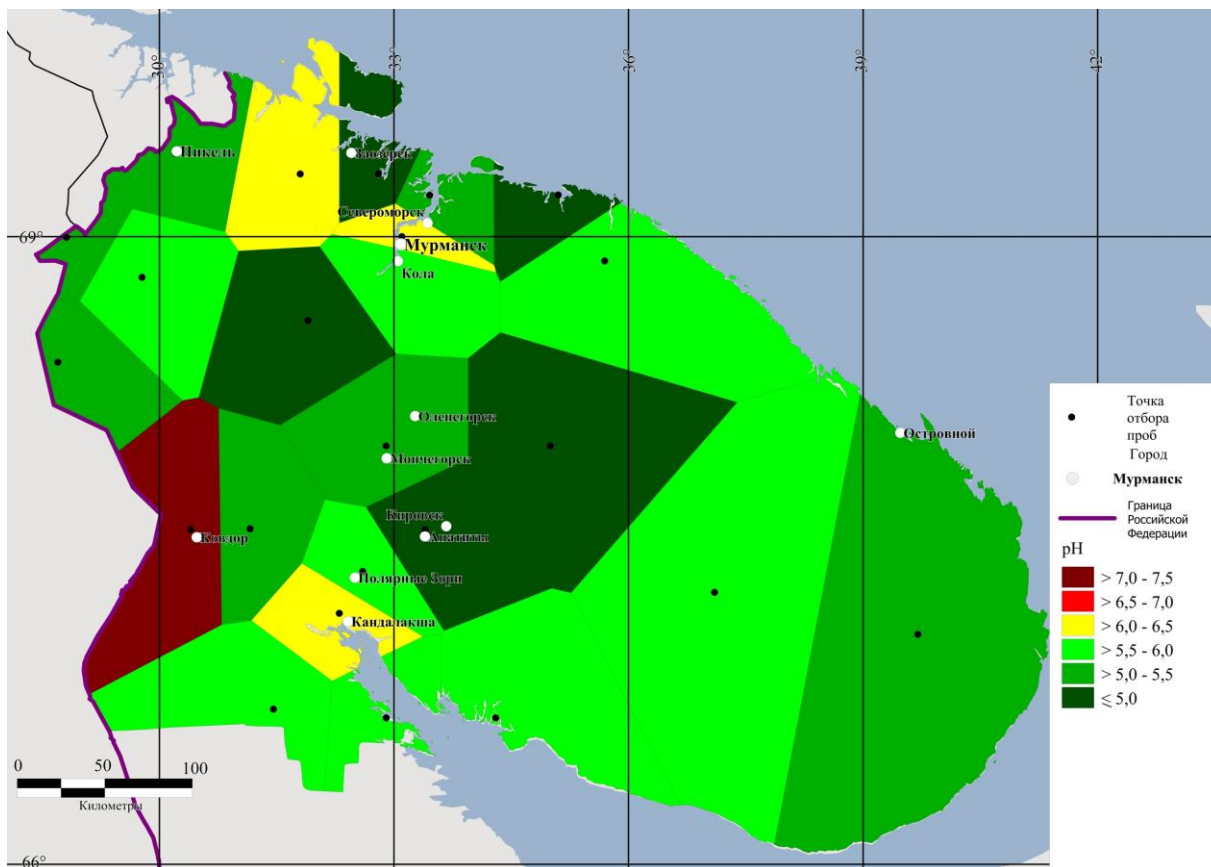 30°
33°
36°
39°
42°
69°
66°
Никель
Заозерск
Североморск
Мурманск
Кола
Оленегорск
Мончегорск
Островной
Кировск
Апатиты
Ковдор
Полярные Зори
Кандалакша
0 50 100
Километры
Точка
отбора
проб
Город
Мурманск
Граница
Российской
Федерации
pH
> 7,0 - 7,5
> 6,5 - 7,0
> 6,0 - 6,5
> 5,5 - 6,0
> 5,0 - 5,5
⩽ 5,0